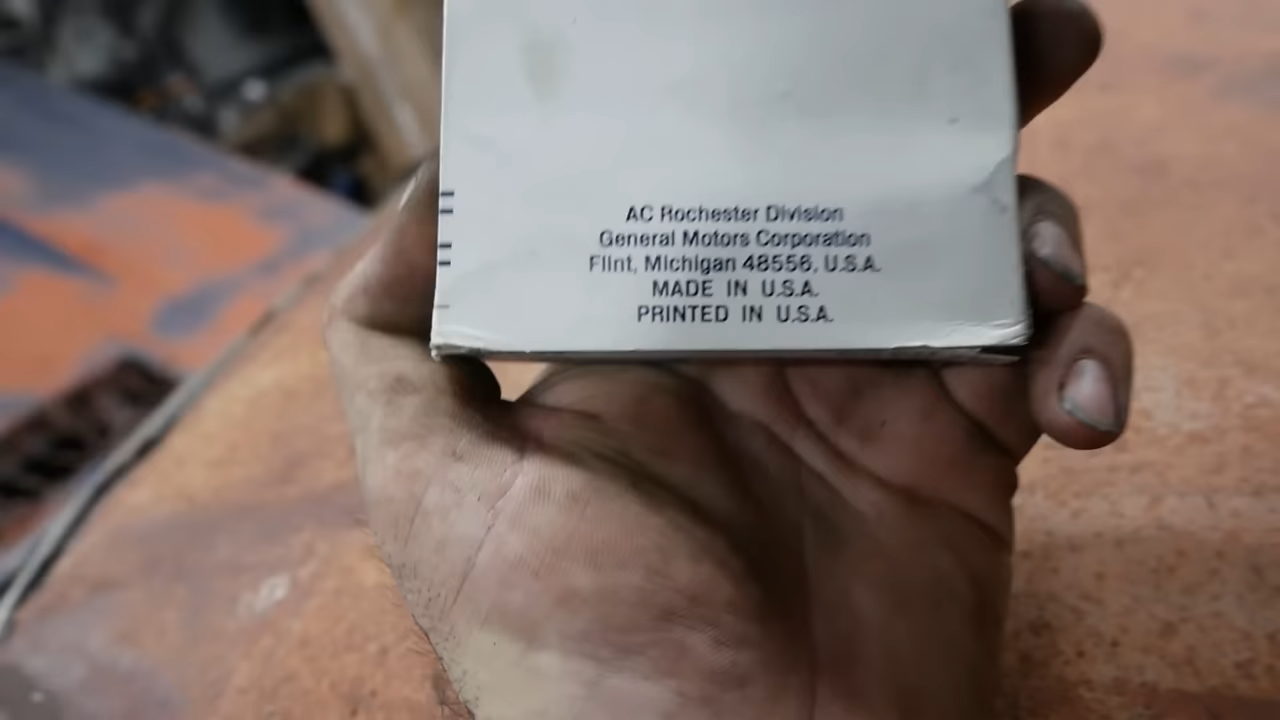 AC Rochester Division
General Motors Corporation
Flint, Michigan 48556, U.S.A.
MADE IN U.S.A.
PRINTED IN U.S.A.